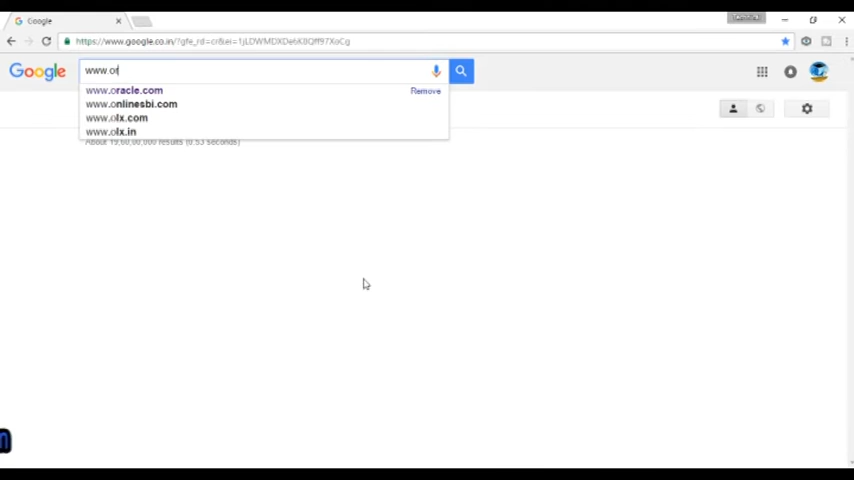 Google
https://www.google.co.in/?gfe_rd=cr&ei=1jLDWMDXDe6K8Qff97XoCg
Google
www.or
www.oracle.com
Remove
www.onlinesbi.com
www.olx.com
www.olx.in
About 19,60,00,000 results (0.53 seconds)